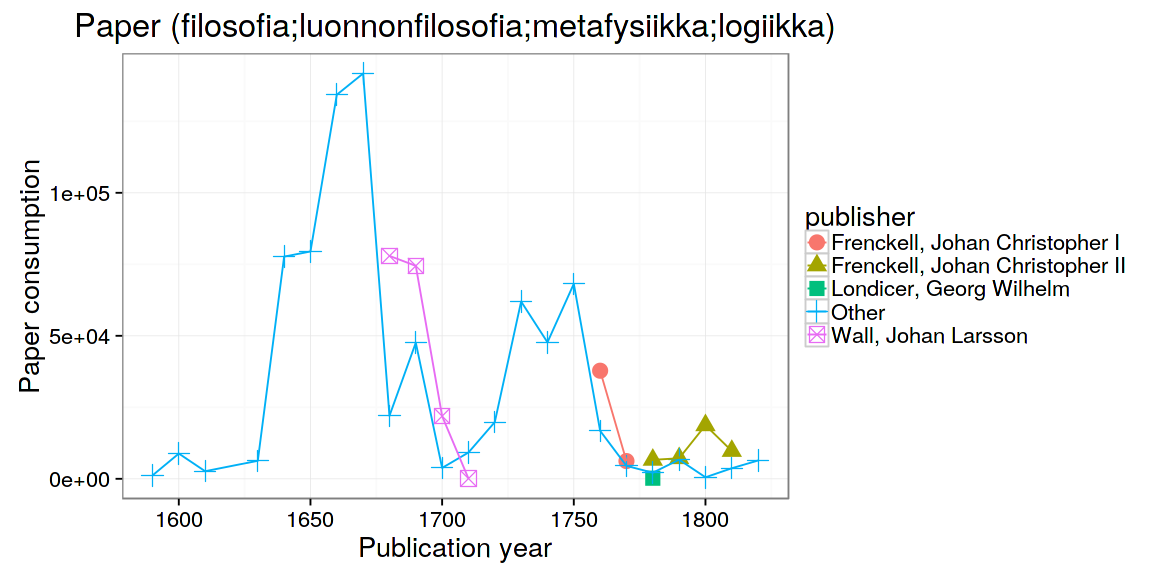 Paper (filosofia;luonnonfilosofia;metafysiikka;logiikka)
Paper consumption
1e+05
5e+04
0e+00
1600
1650
1700
1750
1800
Publication year
publisher
Frenckell, Johan Christopher I
Frenckell, Johan Christopher II
Londicer, Georg Wilhelm
Other
Wall, Johan Larsson